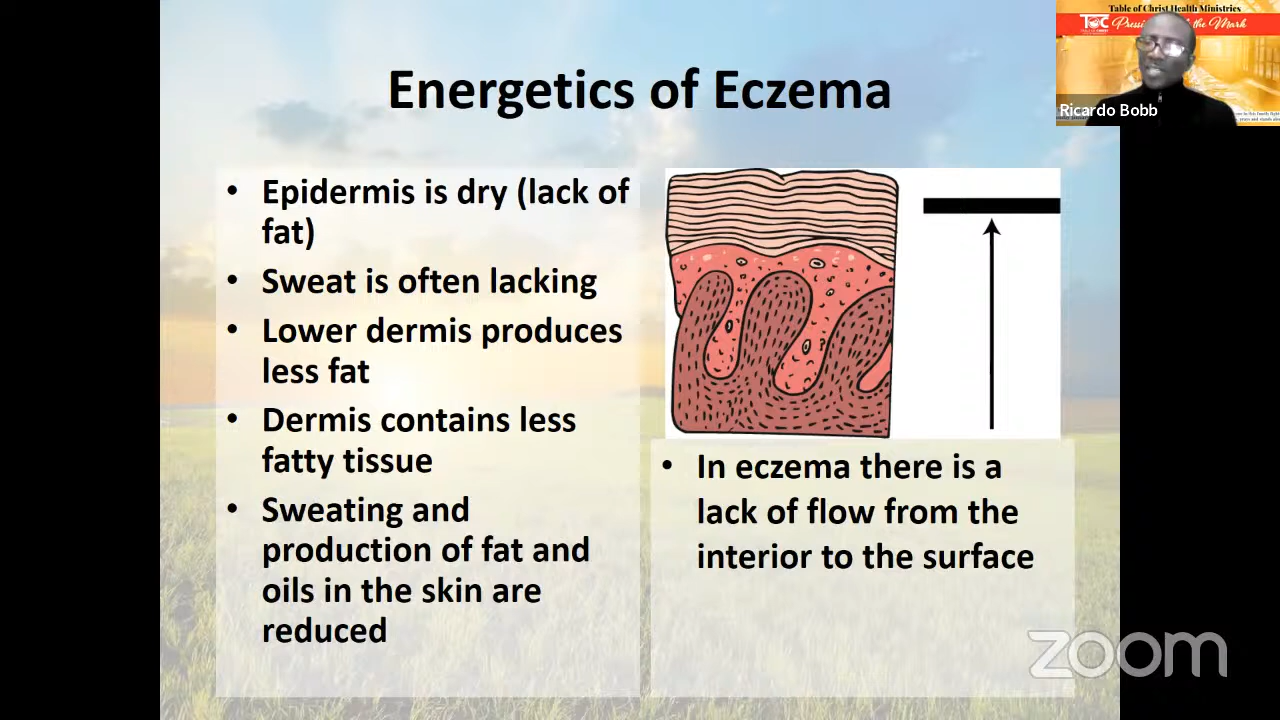 Energetics of Eczema
• Epidermis is dry (lack of
fat)
• Sweat is often lacking
• Lower dermis produces
less fat
• Dermis contains less
fatty tissue
• Sweating and
production of fat and
oils in the skin are
reduced
• In eczema there is a
lack of flow from the
interior to the surface
Table of Christ Health Ministries
TOC
the Mark
Ricardo Bobb
zoom